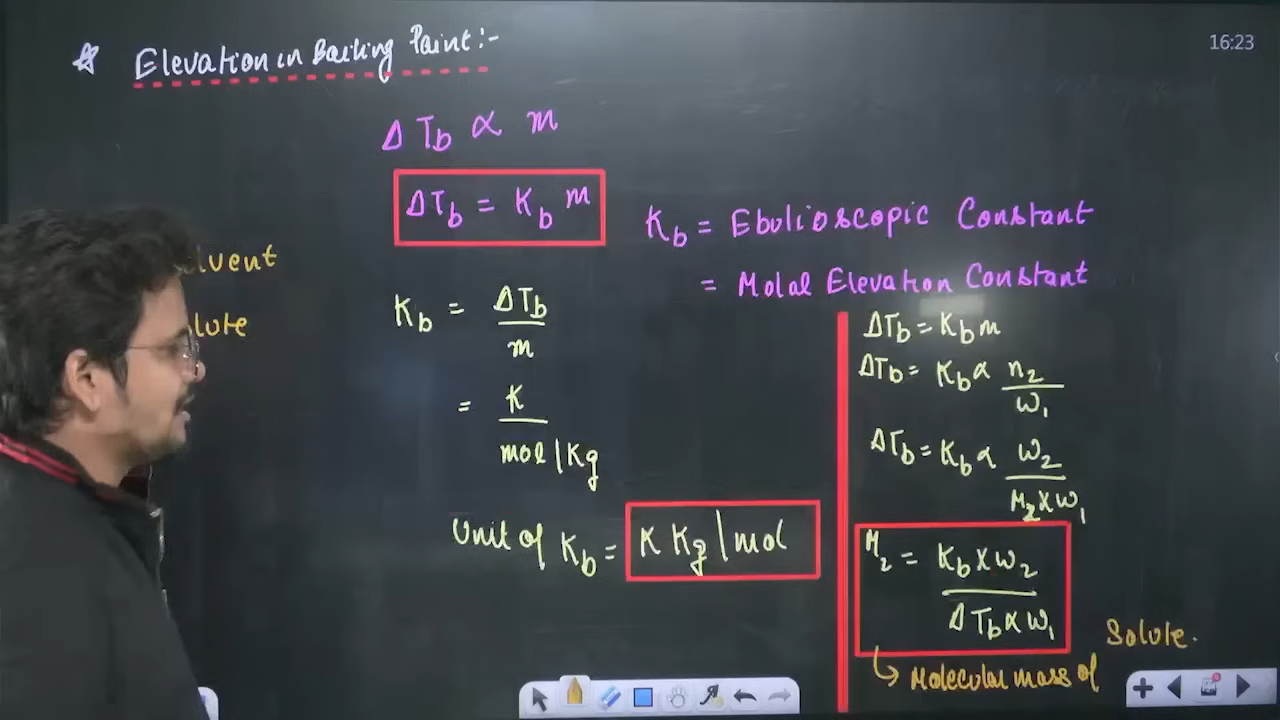 ☆ Elevation in Boiling Point:-
16:23
Δ Tb ∝ m
ΔTb = Kb m
Kb = Ebulioscopic Constant
= Molal Elevation Constant
lvent
lute
Kb = ΔTb / m
= K / mol/Kg
Unit of Kb = K Kg/mol
ΔTb = Kb m
ΔTb = Kb × n2 / w1
ΔTb = Kb × w2 / M2 × w1
M2 = Kb × w2 / ΔTb × w1
↳ Molecular mass of Solute.